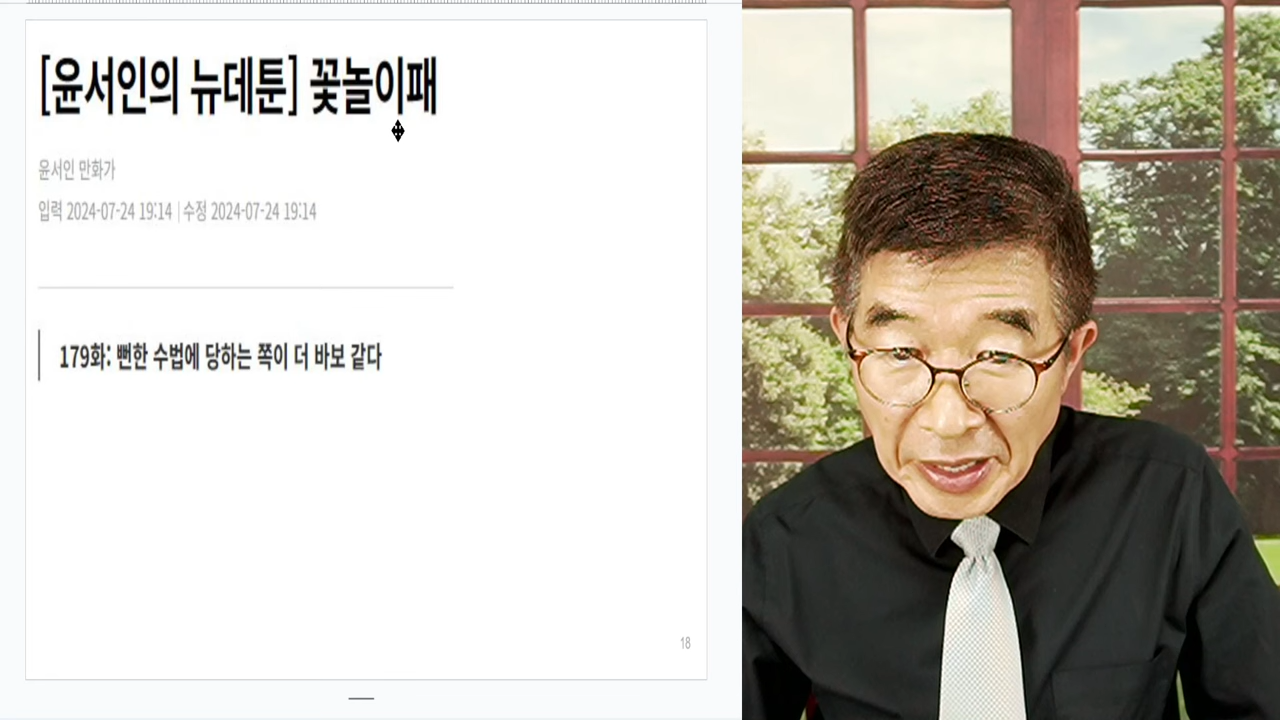 [윤서인의 뉴데툰] 꽃놀이패
윤서인 만화가
입력 2024-07-24 19:14 | 수정 2024-07-24 19:14
179화: 뻔한 수법에 당하는 쪽이 더 바보 같다
18